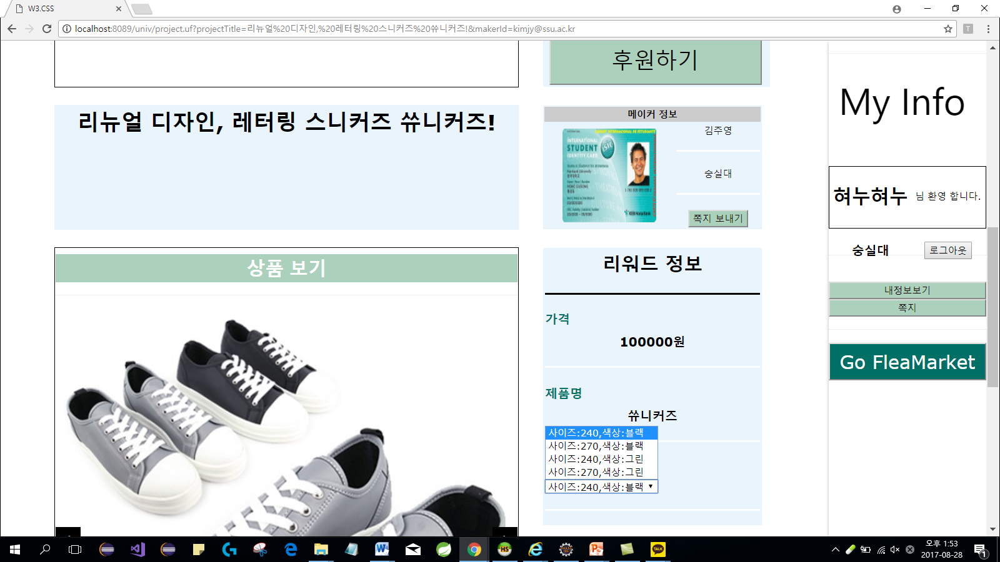 W3.CSS
localhost:8089/univ/project.uf?projectTitle=리뉴얼%20디자인,%20레터링%20스니커즈%20쓔니커즈!&makerId=kimjy@ssu.ac.kr
후원하기
리뉴얼 디자인, 레터링 스니커즈 쓔니커즈!
상품 보기
메이커 정보
INTERNATIONAL
STUDENT
IDENTITY CARD
ISIC
김주영
숭실대
쪽지 보내기
리워드 정보
가격
100000원
제품명
쓔니커즈
사이즈:240,색상:블랙
사이즈:270,색상:블랙
사이즈:240,색상:그린
사이즈:270,색상:그린
사이즈:240,색상:블랙
My Info
혀누혀누 님 환영 합니다.
숭실대 로그아웃
내정보보기
쪽지
Go FleaMarket
오후 1:53
2017-08-28